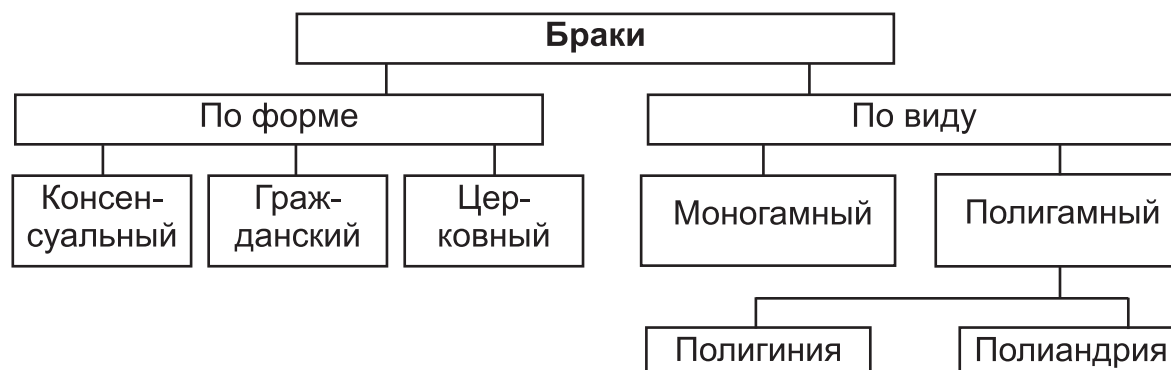 Браки
По форме
По виду
Консен-
суальный
Граж-
данский
Цер-
ковный
Моногамный
Полигамный
Полигиния
Полиандрия